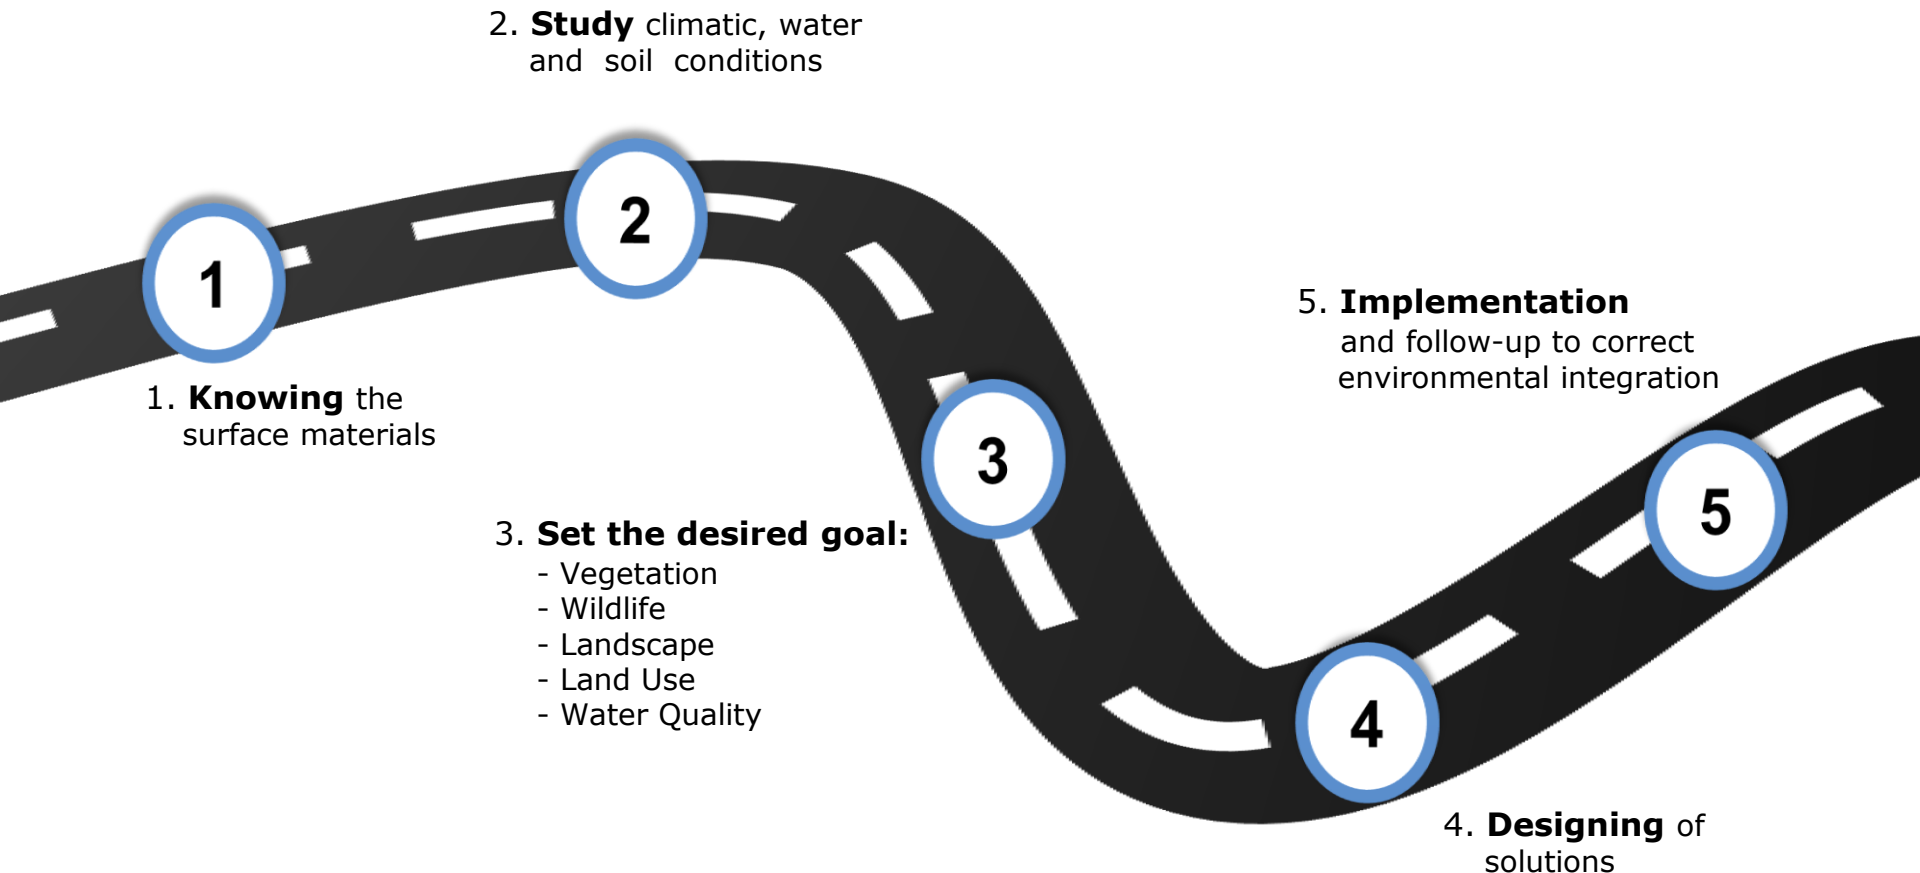 2. Study climatic, water
and soil conditions
1
2
1. Knowing the
surface materials
3
3. Set the desired goal:
- Vegetation
- Wildlife
- Landscape
- Land Use
- Water Quality
5. Implementation
and follow-up to correct
environmental integration
5
4
4. Designing of
solutions